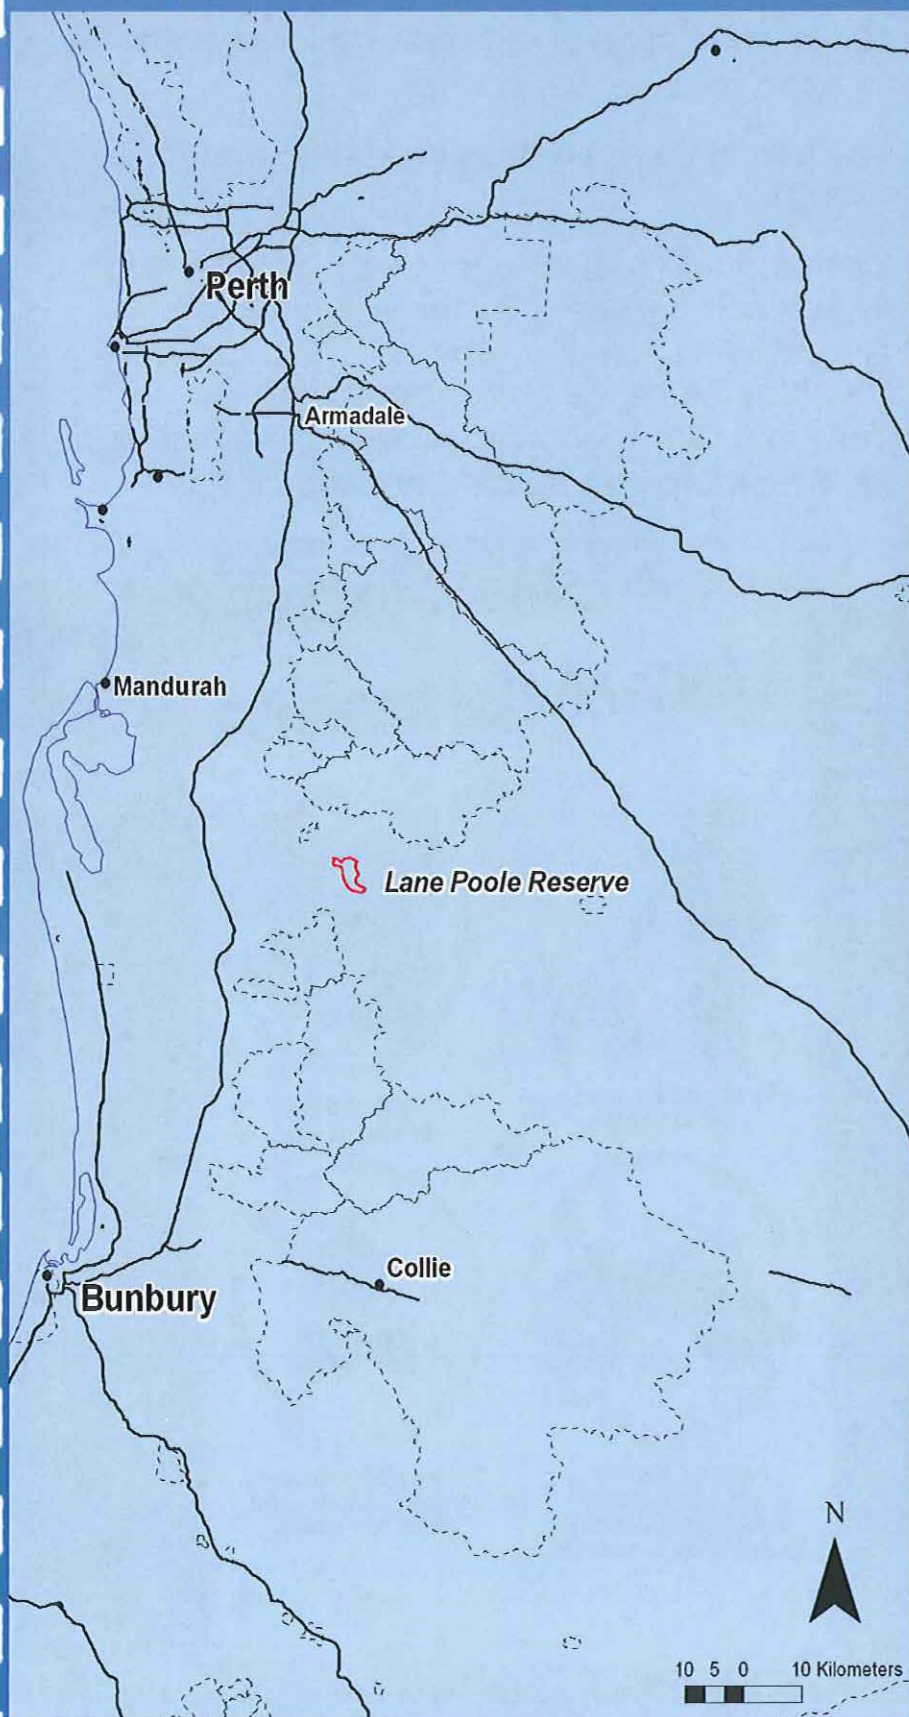 Perth
Armadale
Mandurah
Lane Poole Reserve
Collie
Bunbury
N
10 5 0 10 Kilometers